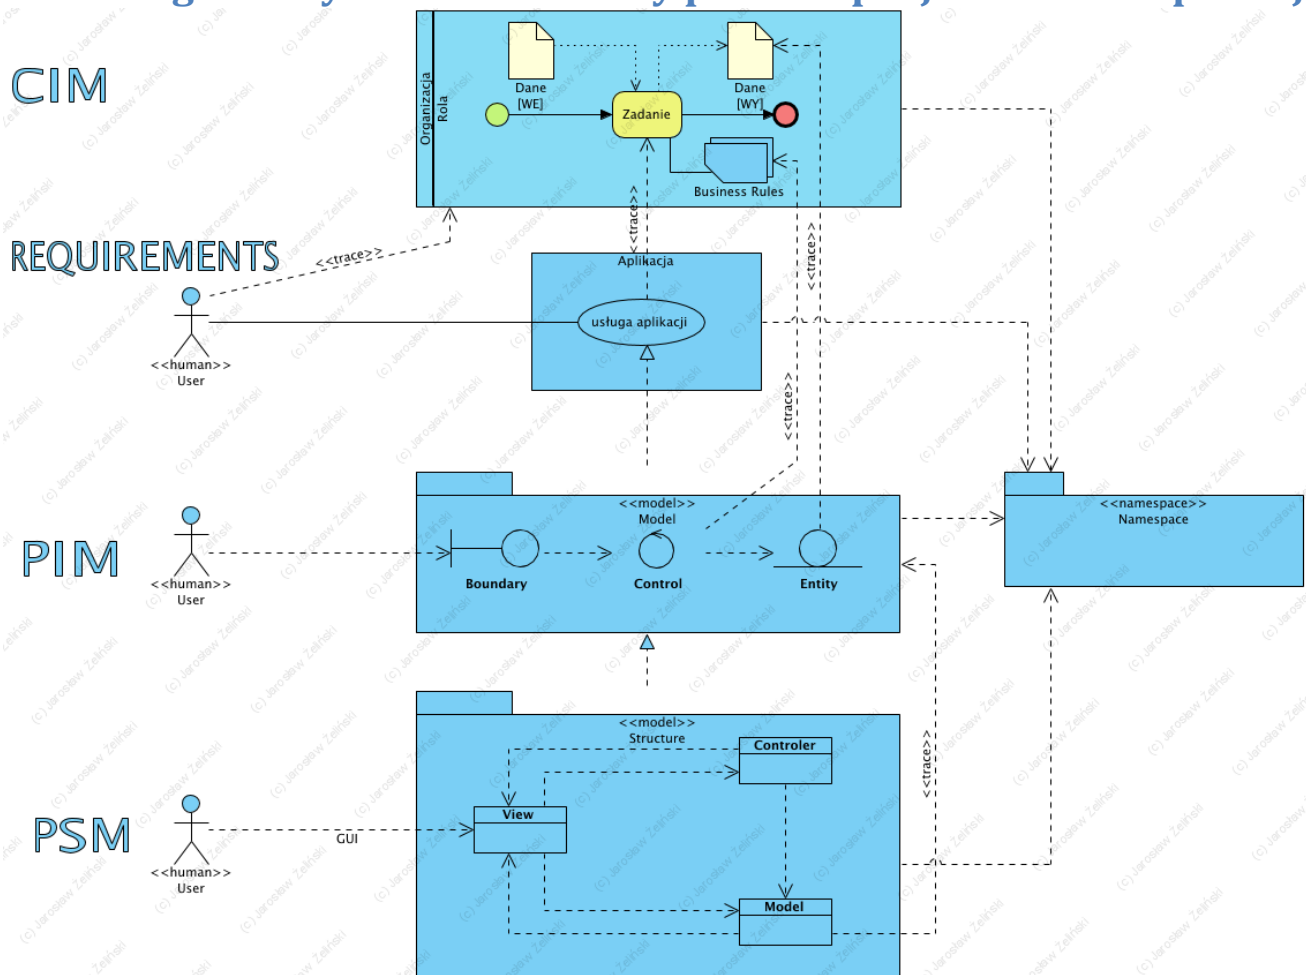 CIM
Organizacja
Rola
Dane
[WE]
Dane
[WY]
Zadanie
Business Rules
<<trace>>
<<trace>>
<<trace>>
<<trace>>
REQUIREMENTS
<<human>>
User
Aplikacja
usługa aplikacji
PIM
<<human>>
User
<<model>>
Model
Boundary
Control
Entity
<<namespace>>
Namespace
PSM
<<human>>
User
GUI
<<model>>
Structure
Controler
View
Model
<<trace>>
(c) Jarosław Żeliński